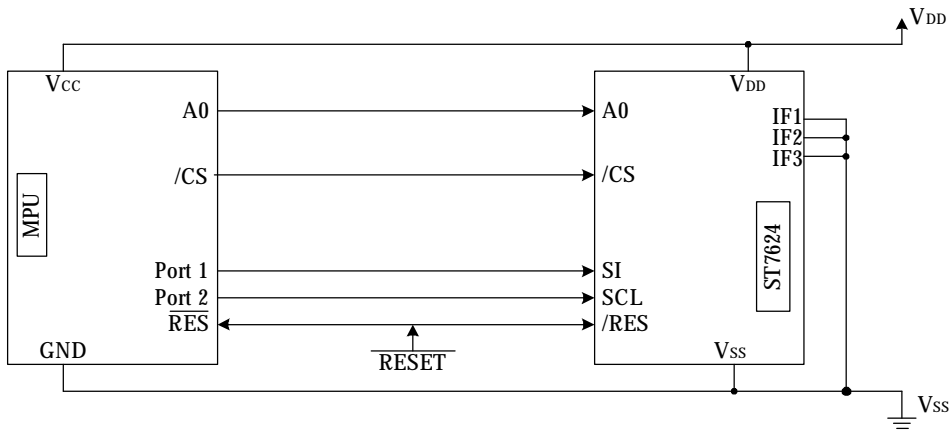 VDD
VCC
VDD
A0
A0
IF1
IF2
IF3
/CS
/CS
MPU
ST7624
Port 1
SI
Port 2
SCL
RES
/RES
GND
RESET
VSS
VSS